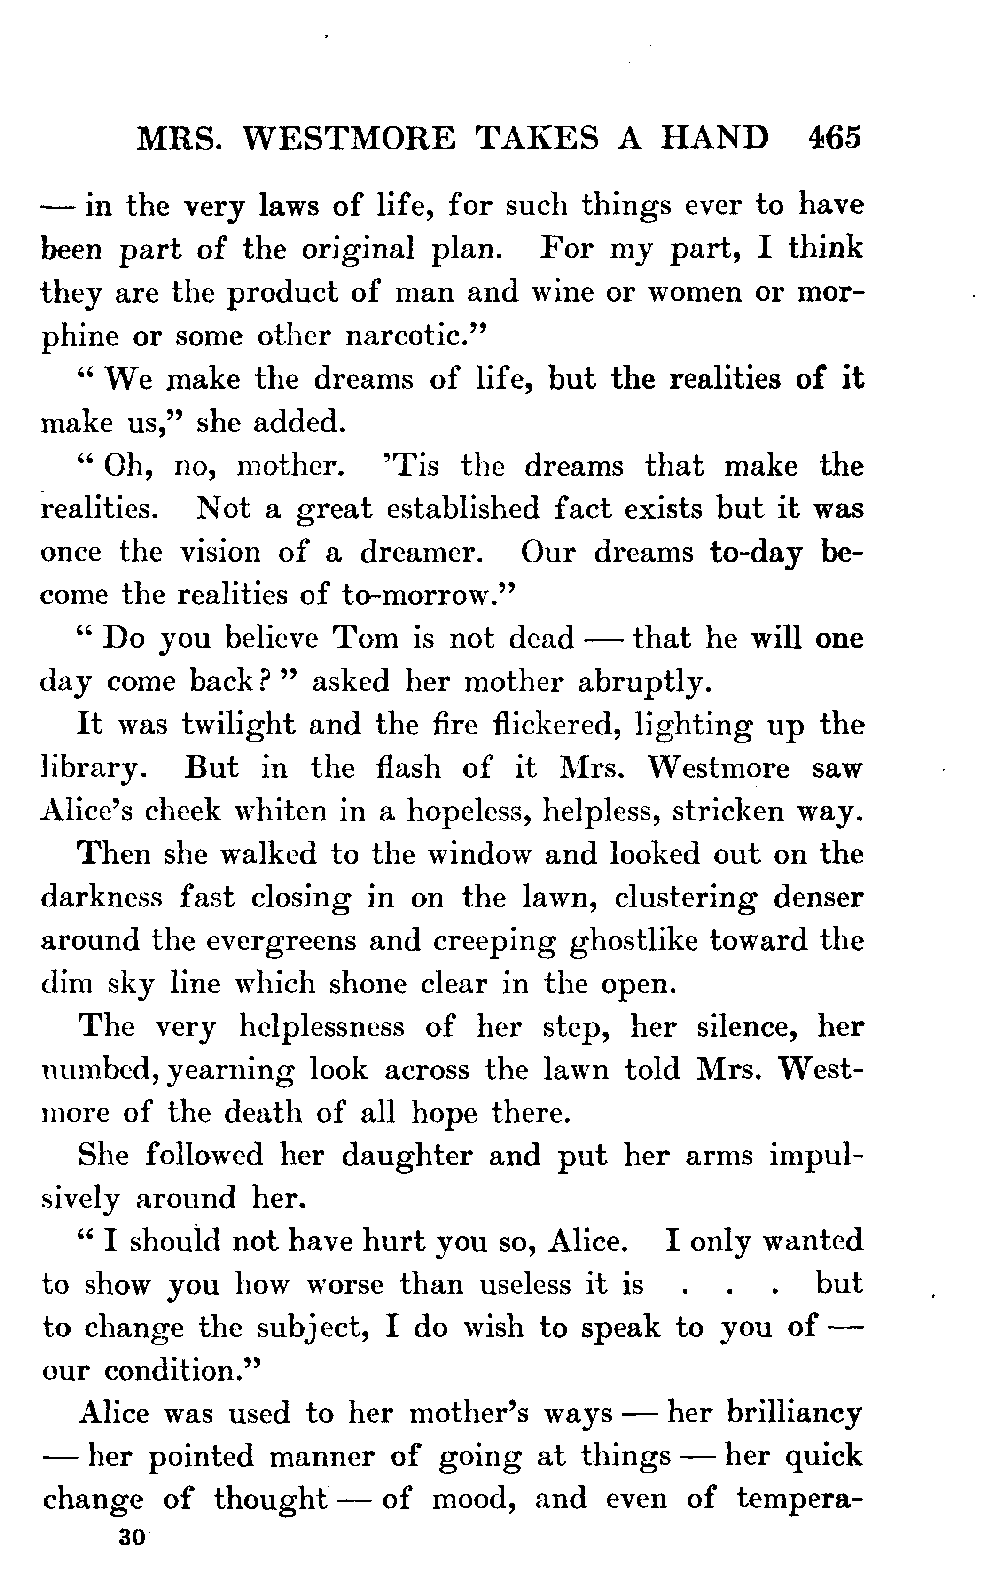 MRS. WESTMORE TAKES A HAND 465
— in the very laws of life, for such things ever to have
been part of the original plan. For my part, I think
they are the product of man and wine or women or mor-
phine or some other narcotic.”
“ We make the dreams of life, but the realities of it
make us,” she added.
“ Oh, no, mother. ’Tis the dreams that make the
realities. Not a great established fact exists but it was
once the vision of a dreamer. Our dreams to-day be-
come the realities of to-morrow.”
“ Do you believe Tom is not dead — that he will one
day come back? ” asked her mother abruptly.
It was twilight and the fire flickered, lighting up the
library. But in the flash of it Mrs. Westmore saw
Alice’s cheek whiten in a hopeless, helpless, stricken way.
Then she walked to the window and looked out on the
darkness fast closing in on the lawn, clustering denser
around the evergreens and creeping ghostlike toward the
dim sky line which shone clear in the open.
The very helplessness of her step, her silence, her
numbed, yearning look across the lawn told Mrs. West-
more of the death of all hope there.
She followed her daughter and put her arms impul-
sively around her.
“ I should not have hurt you so, Alice. I only wanted
to show you how worse than useless it is . . . but
to change the subject, I do wish to speak to you of —
our condition.”
Alice was used to her mother’s ways — her brilliancy
— her pointed manner of going at things — her quick
change of thought — of mood, and even of tempera-
30